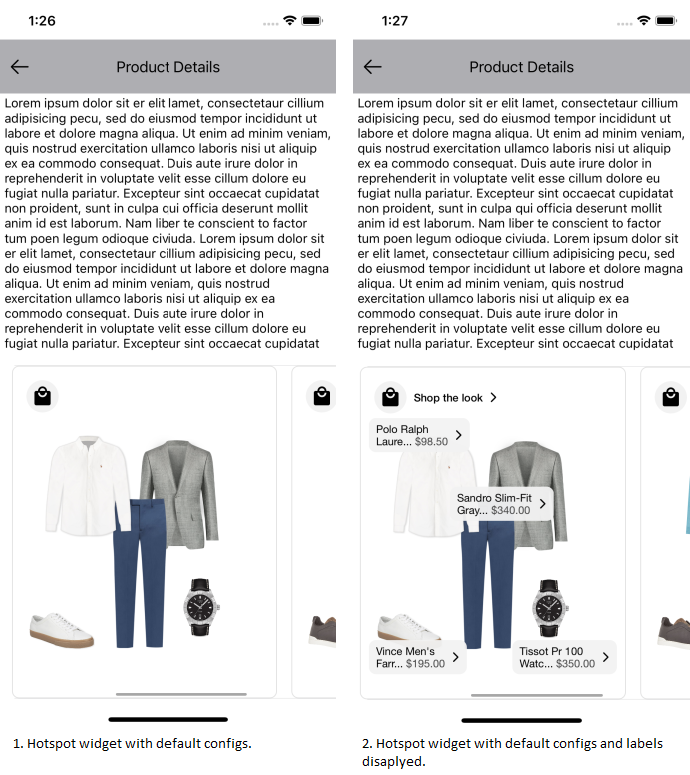 1:26
Product Details
Lorem ipsum dolor sit er elit lamet, consectetaur cillium
adipisicing pecu, sed do eiusmod tempor incididunt ut
labore et dolore magna aliqua. Ut enim ad minim veniam,
quis nostrud exercitation ullamco laboris nisi ut aliquip
ex ea commodo consequat. Duis aute irure dolor in
reprehenderit in voluptate velit esse cillum dolore eu
fugiat nulla pariatur. Excepteur sint occaecat cupidatat
non proident, sunt in culpa qui officia deserunt mollit
anim id est laborum. Nam liber te conscient to factor
tum poen legum odioque civiuda. Lorem ipsum dolor sit
er elit lamet, consectetaur cillium adipisicing pecu, sed
do eiusmod tempor incididunt ut labore et dolore magna
aliqua. Ut enim ad minim veniam, quis nostrud
exercitation ullamco laboris nisi ut aliquip ex ea
commodo consequat. Duis aute irure dolor in
reprehenderit in voluptate velit esse cillum dolore eu
fugiat nulla pariatur. Excepteur sint occaecat cupidatat
1. Hotspot widget with default configs.
1:27
Product Details
Lorem ipsum dolor sit er elit lamet, consectetaur cillium
adipisicing pecu, sed do eiusmod tempor incididunt ut
labore et dolore magna aliqua. Ut enim ad minim veniam,
quis nostrud exercitation ullamco laboris nisi ut aliquip
ex ea commodo consequat. Duis aute irure dolor in
reprehenderit in voluptate velit esse cillum dolore eu
fugiat nulla pariatur. Excepteur sint occaecat cupidatat
non proident, sunt in culpa qui officia deserunt mollit
anim id est laborum. Nam liber te conscient to factor
tum poen legum odioque civiuda. Lorem ipsum dolor sit
er elit lamet, consectetaur cillium adipisicing pecu, sed
do eiusmod tempor incididunt ut labore et dolore magna
aliqua. Ut enim ad minim veniam, quis nostrud
exercitation ullamco laboris nisi ut aliquip ex ea
commodo consequat. Duis aute irure dolor in
reprehenderit in voluptate velit esse cillum dolore eu
fugiat nulla pariatur. Excepteur sint occaecat cupidatat
Shop the look
Polo Ralph
Laure... $98.50
Sandro Slim-Fit
Gray... $340.00
Vince Men's
Farr... $195.00
Tissot Pr 100
Watc... $350.00
2. Hotspot widget with default configs and labels
disaplyed.